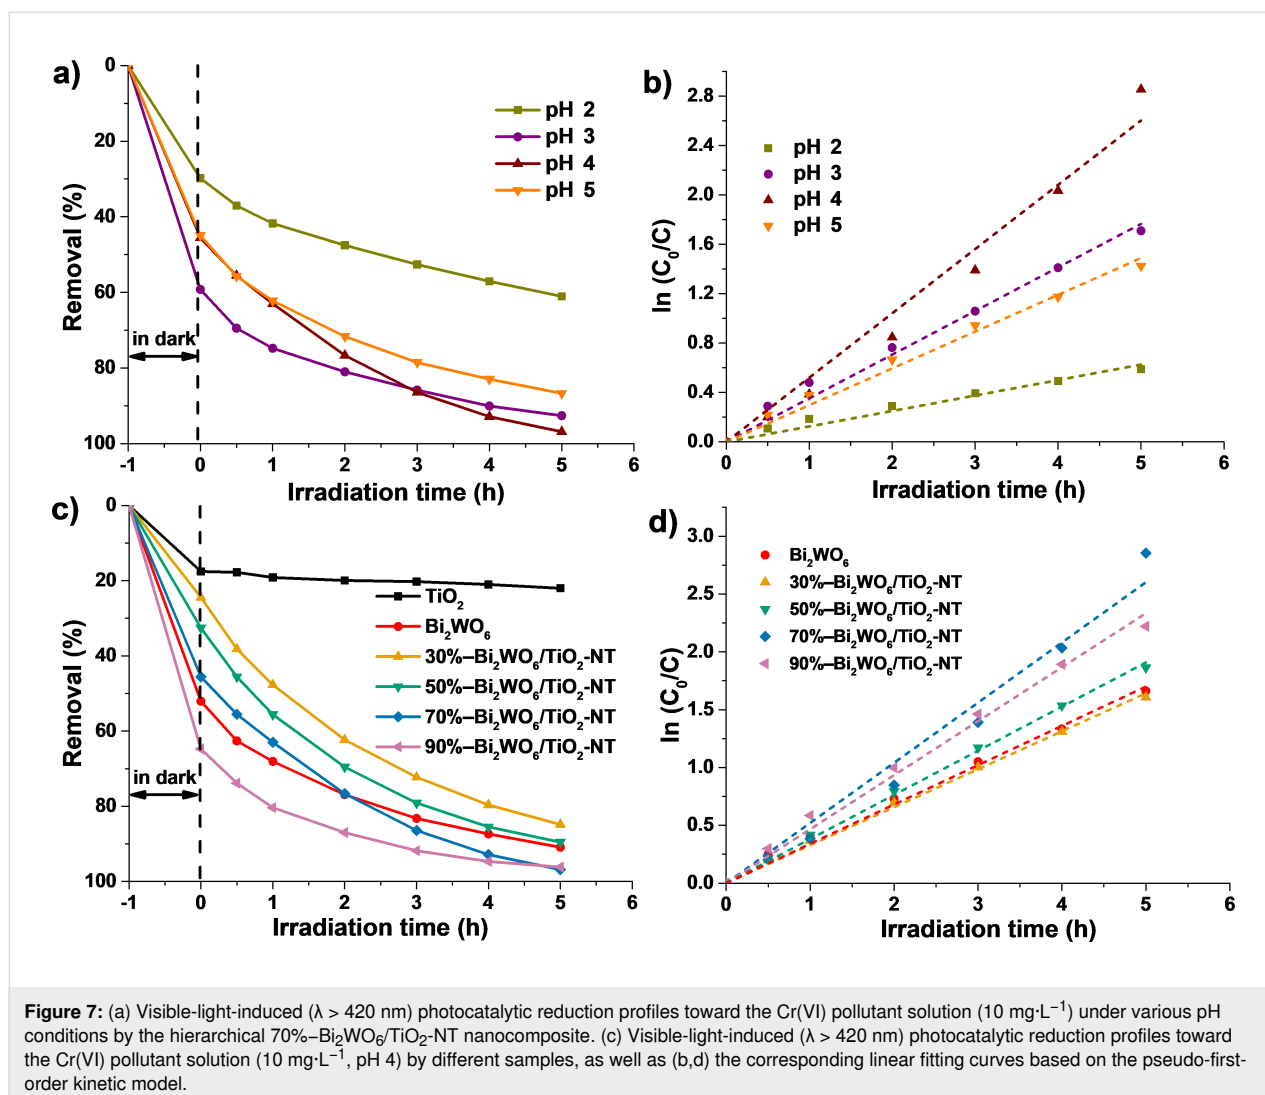 a)
0
20
40
60
80
100
Removal (%)
in dark
pH 2
pH 3
pH 4
pH 5
-1 0 1 2 3 4 5 6
Irradiation time (h)
b)
2.8
2.4
2.0
1.6
1.2
0.8
0.4
0.0
ln (C₀/C)
pH 2
pH 3
pH 4
pH 5
0 1 2 3 4 5 6
Irradiation time (h)
c)
0
20
40
60
80
100
Removal (%)
in dark
TiO₂
Bi₂WO₆
30%–Bi₂WO₆/TiO₂-NT
50%–Bi₂WO₆/TiO₂-NT
70%–Bi₂WO₆/TiO₂-NT
90%–Bi₂WO₆/TiO₂-NT
-1 0 1 2 3 4 5 6
Irradiation time (h)
d)
3.0
2.5
2.0
1.5
1.0
0.5
0.0
ln (C₀/C)
Bi₂WO₆
30%–Bi₂WO₆/TiO₂-NT
50%–Bi₂WO₆/TiO₂-NT
70%–Bi₂WO₆/TiO₂-NT
90%–Bi₂WO₆/TiO₂-NT
0 1 2 3 4 5 6
Irradiation time (h)
Figure 7: (a) Visible-light-induced (λ > 420 nm) photocatalytic reduction profiles toward the Cr(VI) pollutant solution (10 mg·L⁻¹) under various pH
conditions by the hierarchical 70%–Bi₂WO₆/TiO₂-NT nanocomposite. (c) Visible-light-induced (λ > 420 nm) photocatalytic reduction profiles toward
the Cr(VI) pollutant solution (10 mg·L⁻¹, pH 4) by different samples, as well as (b,d) the corresponding linear fitting curves based on the pseudo-first-
order kinetic model.